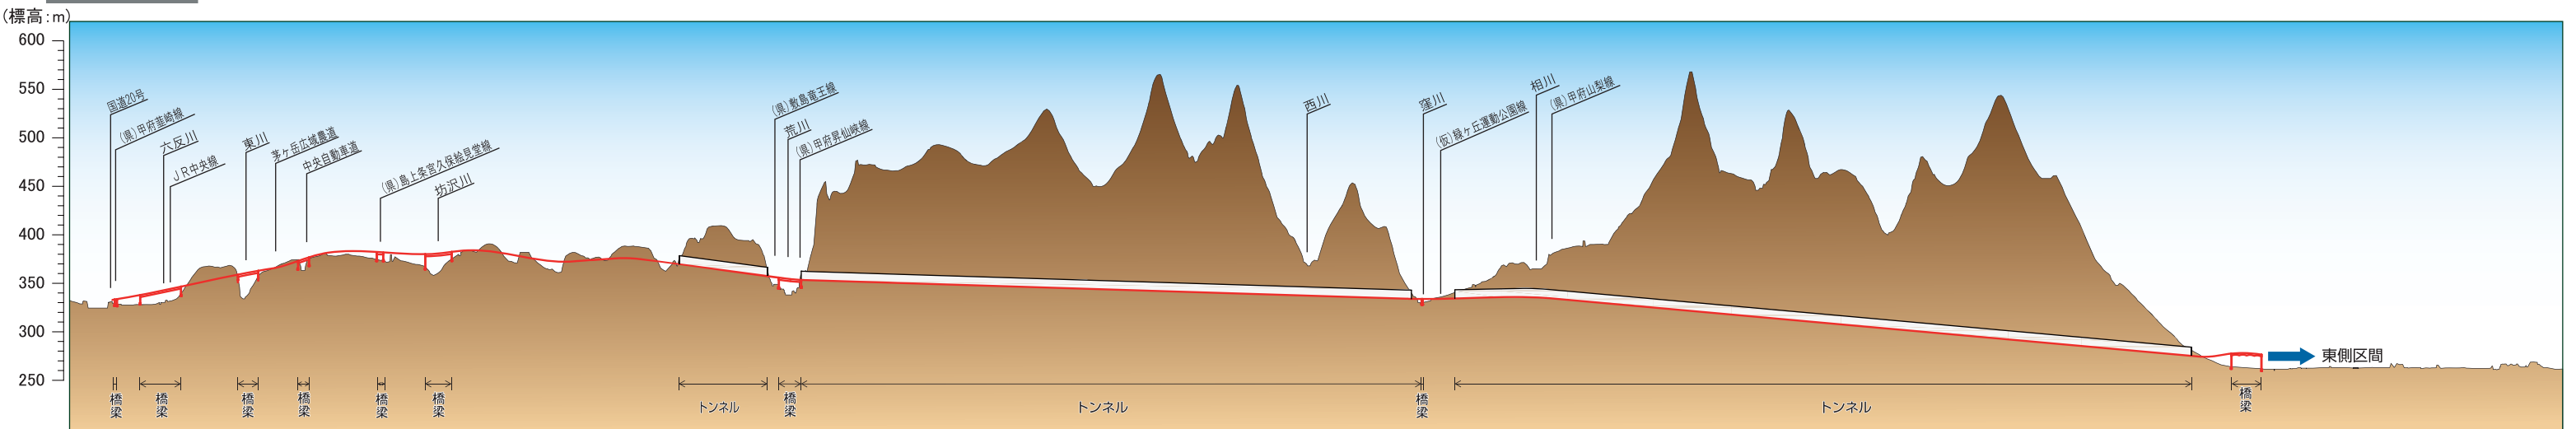 (標高:m)
600
550
500
450
400
350
300
250
国道20号
(県)甲府韮崎線
六反川
JR中央線
東川
茅ケ岳広域農道
中央自動車道
(県)島上条宮久保絵見堂線
坊沢川
(県)敷島竜王線
荒川
(県)甲府昇仙峡線
西川
窪川
(仮)緑ケ丘運動公園線
相川
(県)甲府山梨線
東側区間
橋梁
橋梁
橋梁
橋梁
橋梁
橋梁
トンネル
橋梁
トンネル
橋梁
トンネル
橋梁